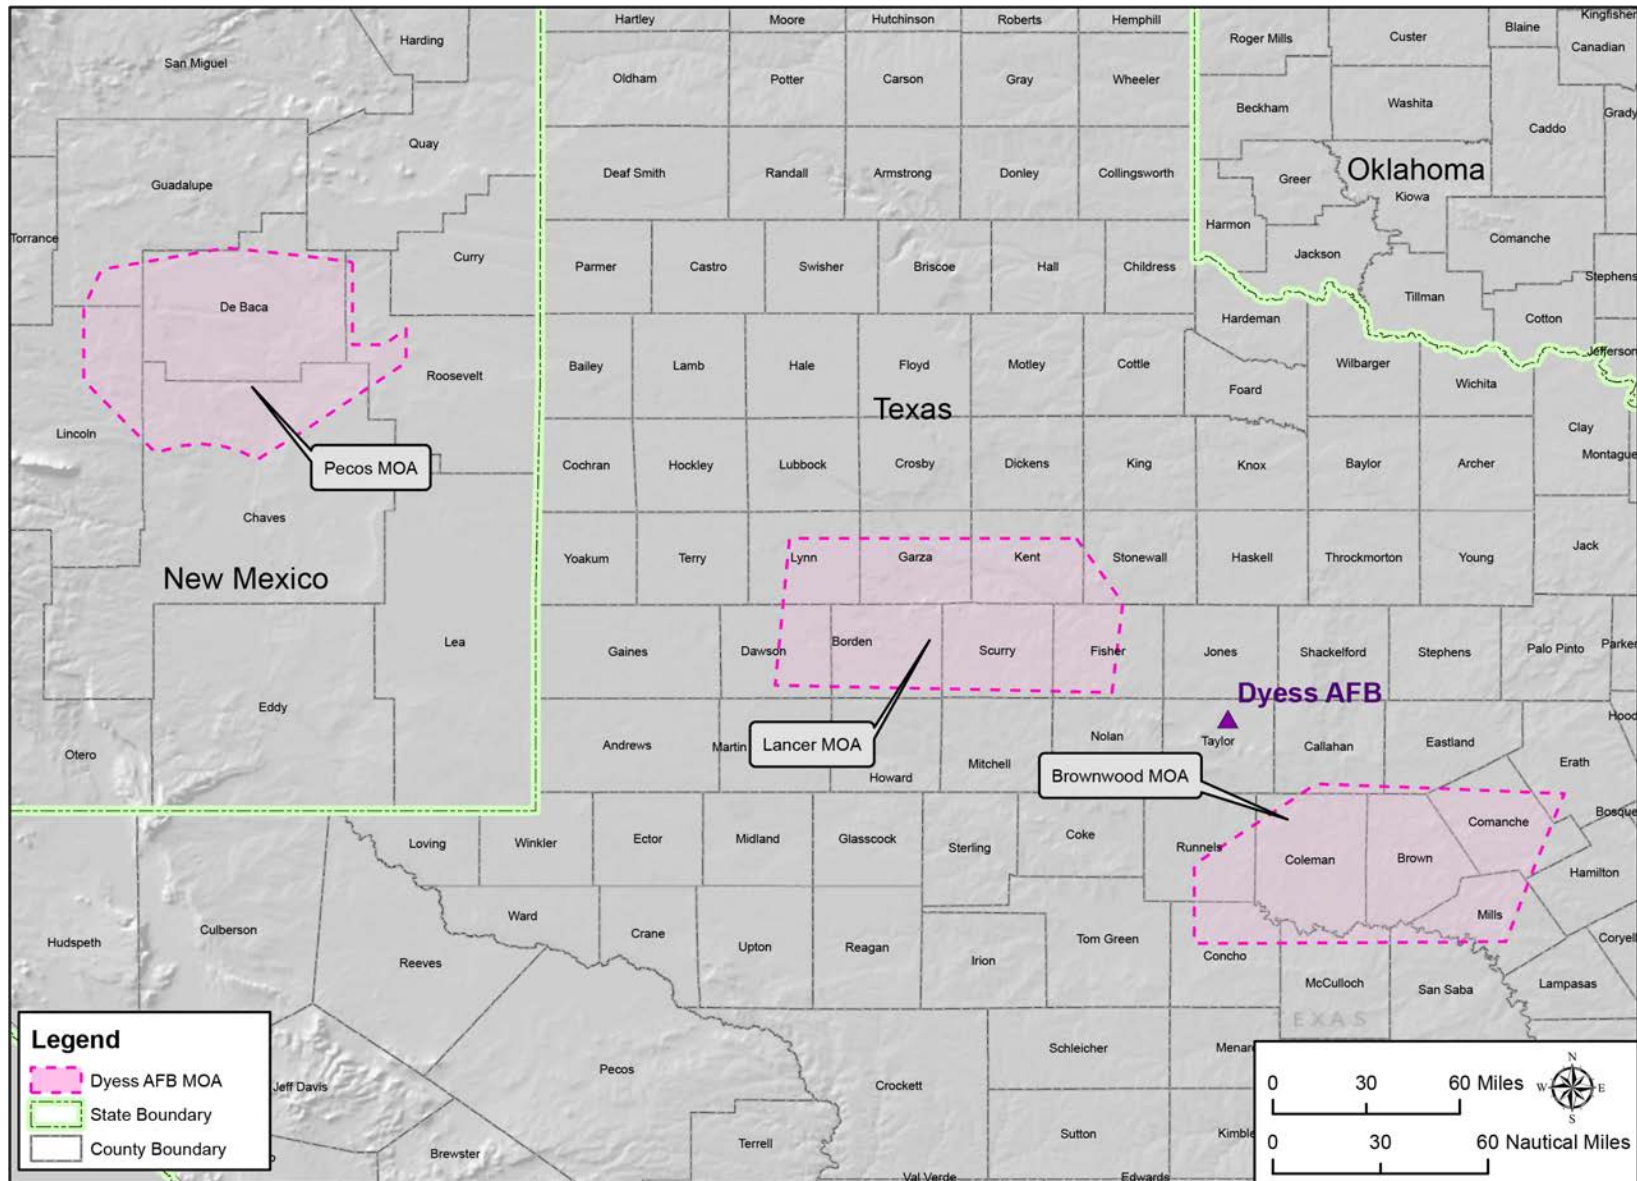 Hartley Moore Hutchinson Roberts Hemphill Kingfisher
Harding Roger Mills Custer Blaine Canadian
San Miguel Oldham Potter Carson Gray Wheeler
Beckham Washita Grady
Quay Caddo
Guadalupe Deaf Smith Randall Armstrong Donley Collingsworth Greer Oklahoma
Kiowa
Torrance Harmon Comanche
Curry Parmer Castro Swisher Briscoe Hall Childress Jackson Stephens
De Baca Tillman
Hardeman Cotton
Roosevelt Bailey Lamb Hale Floyd Motley Cottle Foard Wilbarger Jefferson
Wichita
Texas
Lincoln Clay
Pecos MOA Cochran Hockley Lubbock Crosby Dickens King Knox Baylor Archer Montague
Chaves
New Mexico Yoakum Terry Lynn Garza Kent Stonewall Haskell Throckmorton Young Jack
Lea Gaines Dawson Borden Scurry Fisher Jones Shackelford Stephens Palo Pinto Parker
Dyess AFB
Eddy Hood
Otero Andrews Martin Lancer MOA Howard Mitchell Nolan Taylor Callahan Eastland Erath
Brownwood MOA
Loving Winkler Ector Midland Glasscock Sterling Coke Runnels Comanche Bosque
Coleman Brown Hamilton
Hudspeth Culberson Ward Crane Upton Reagan Irion Tom Green Concho Mills Coryell
Reeves McCulloch San Saba Lampasas
EXAS
Legend
Dyess AFB MOA
State Boundary
County Boundary
Jeff Davis Pecos Crockett Schleicher
Brewster Terrell Sutton
Val Verde Edwards
0 30 60 Miles
N
W E
S
0 30 60 Nautical Miles